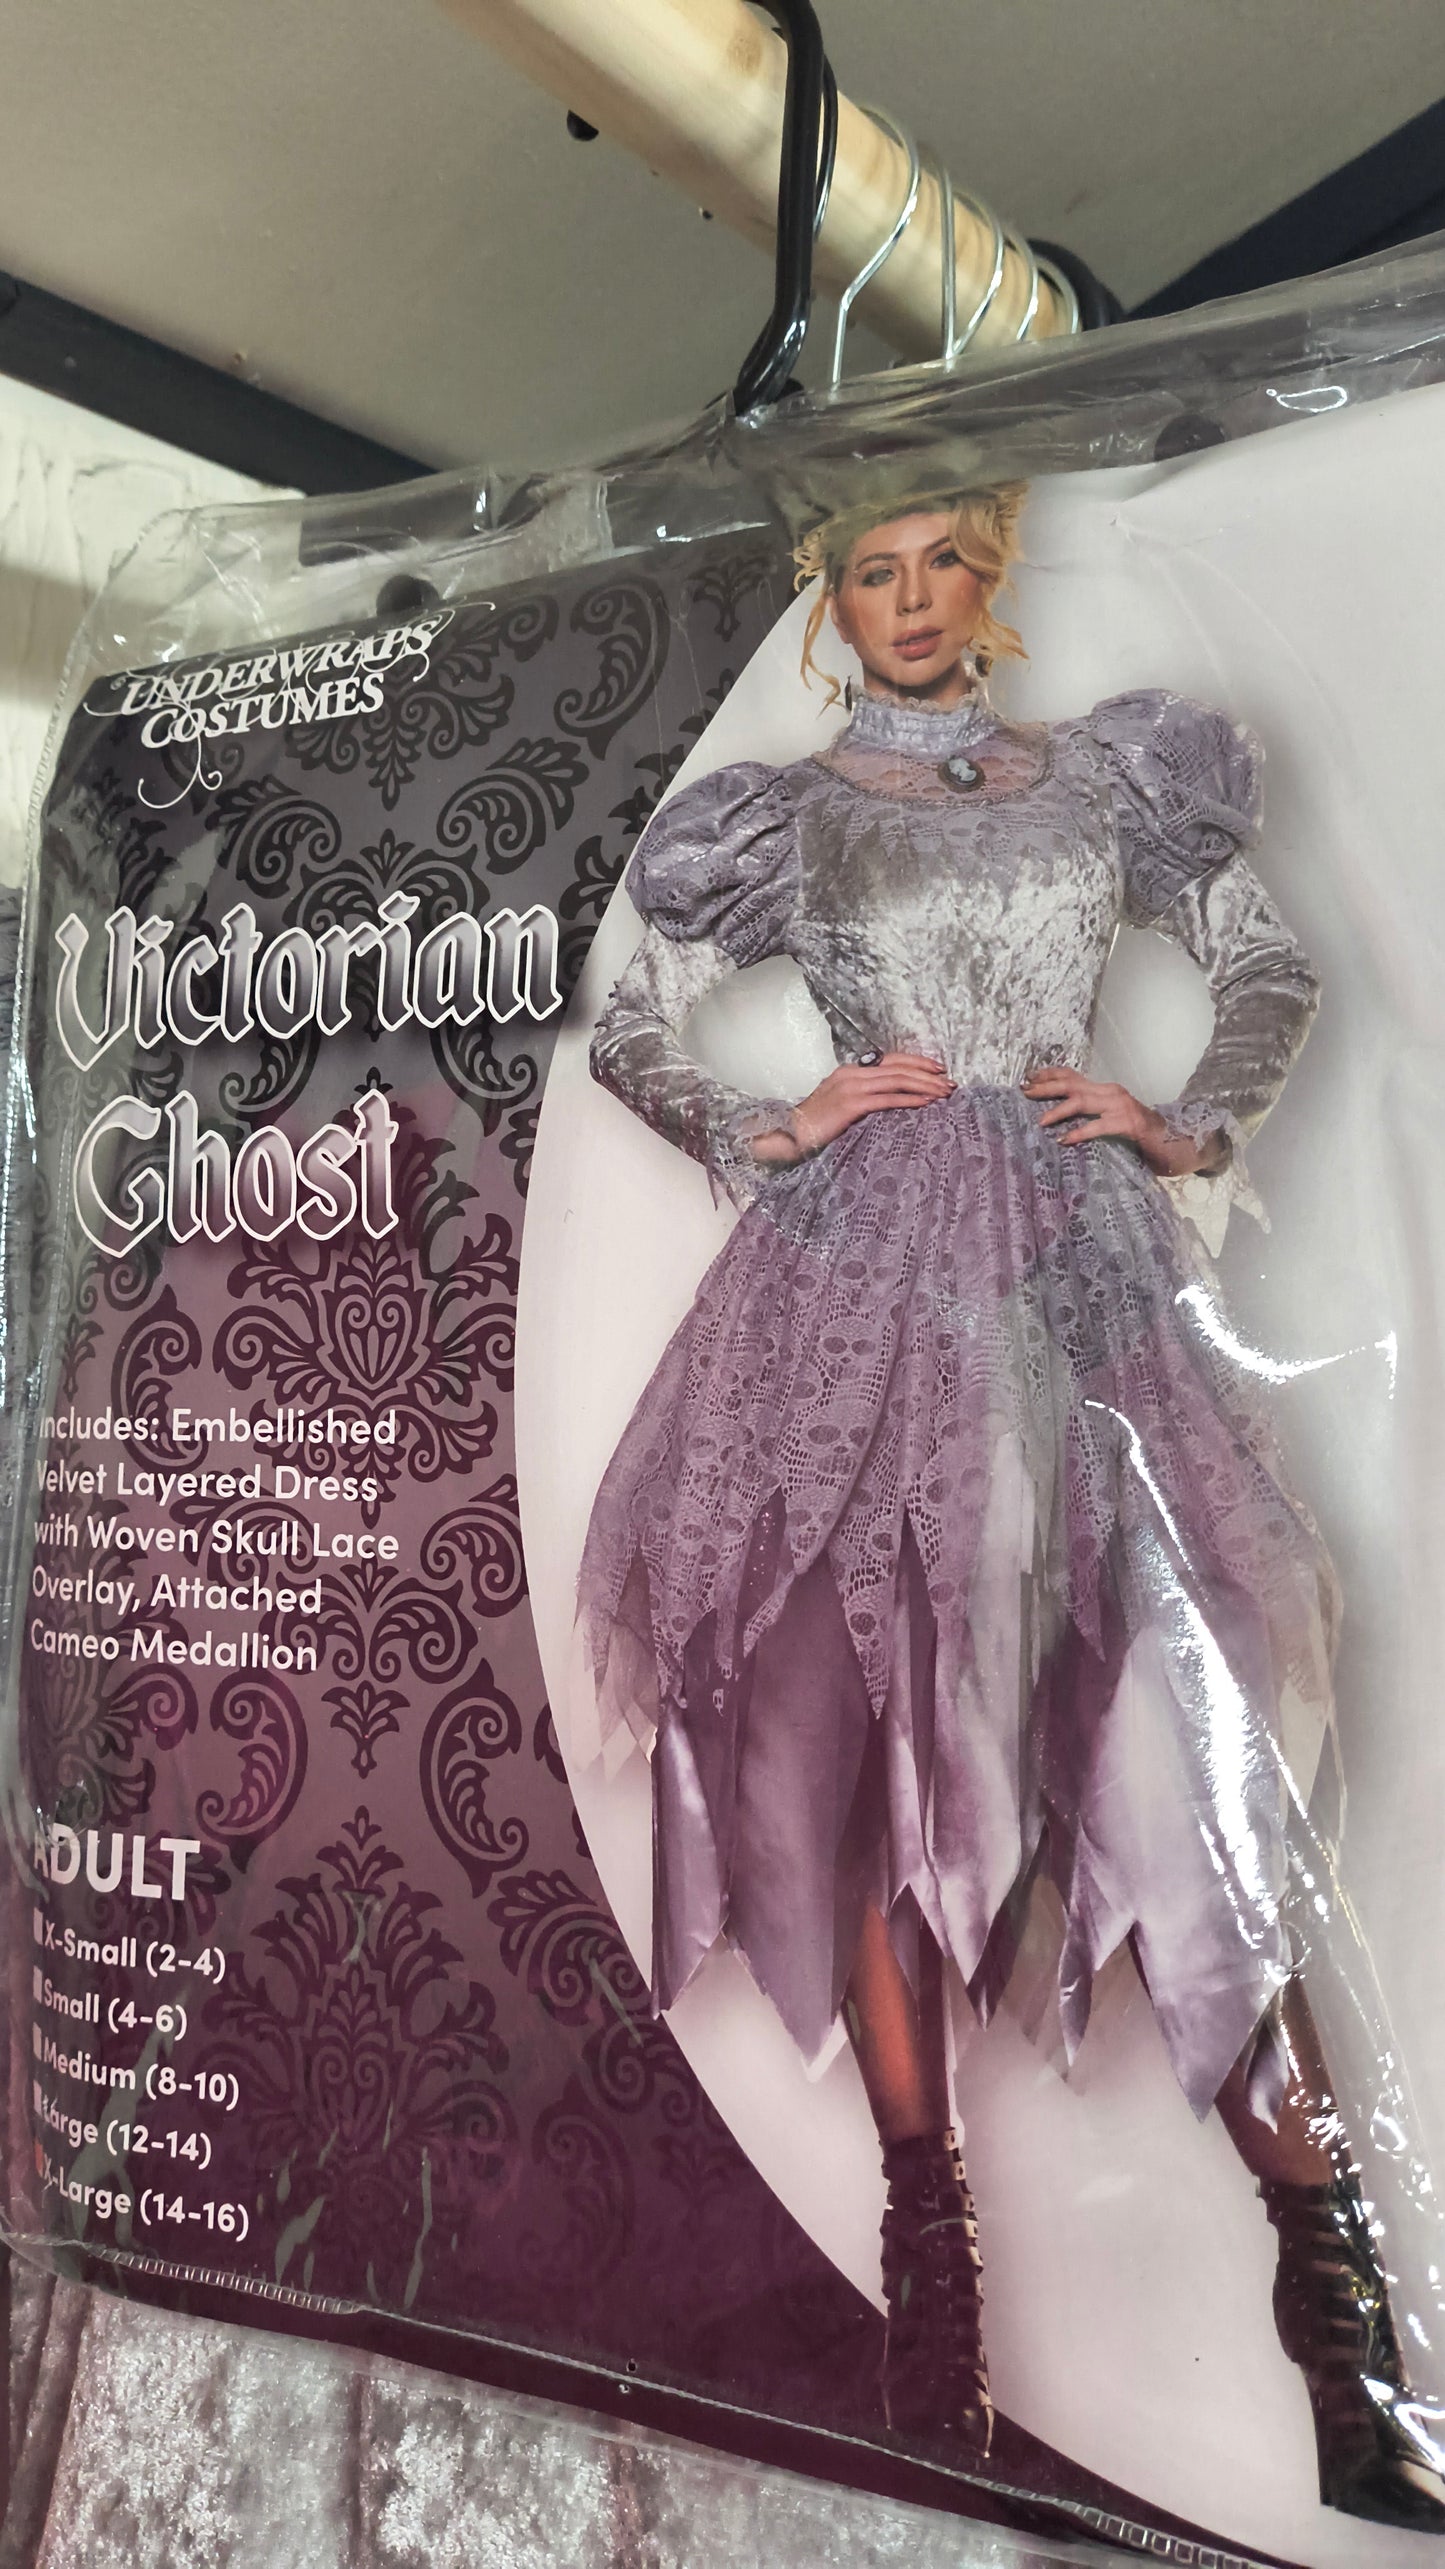 UNDERWRAPS
COSTUMES
Victorian
Ghost
Includes: Embellished
Velvet Layered Dress
with Woven Skull Lace
Overlay, Attached
Cameo Medallion
ADULT
X-Small (2-4)
Small (4-6)
Medium (8-10)
Large (12-14)
X-Large (14-16)